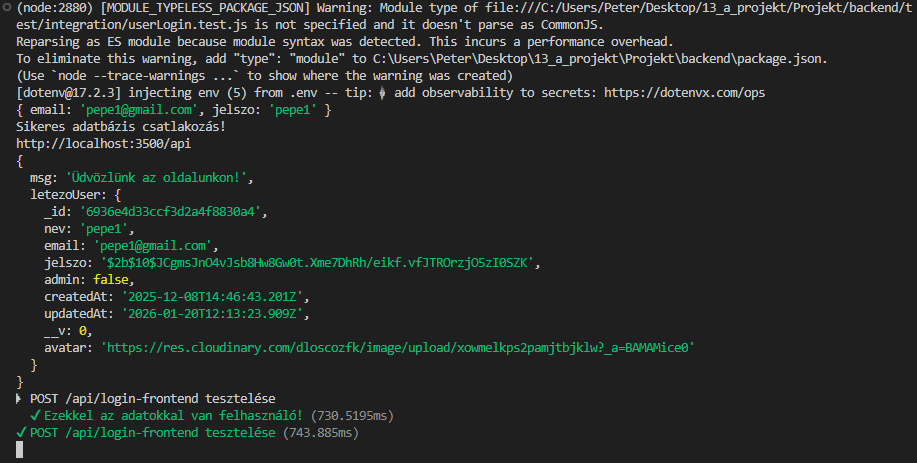 (node:2880) [MODULE_TYPELESS_PACKAGE_JSON] Warning: Module type of file:///C:/Users/Peter/Desktop/13_a_projekt/Projekt/backend/t
est/integration/userLogin.test.js is not specified and it doesn't parse as CommonJS.
Reparsing as ES module because module syntax was detected. This incurs a performance overhead.
To eliminate this warning, add "type": "module" to C:\Users\Peter\Desktop\13_a_projekt\Projekt\backend\package.json.
(Use `node --trace-warnings ...` to show where the warning was created)
[dotenv@17.2.3] injecting env (5) from .env -- tip: add observability to secrets: https://dotenvx.com/ops
{ email: 'pepe1@gmail.com', jelszo: 'pepe1' }
Sikeres adatbázis csatlakozás!
http://localhost:3500/api
{
  msg: 'Üdvözlünk az oldalunkon!',
  letezoUser: {
    _id: '6936e4d33ccf3d2a4f8830a4',
    nev: 'pepe1',
    email: 'pepe1@gmail.com',
    jelszo: '$2b$10$JCgmsJnO4vJsb8Hw8Gw0t.Xme7DhRh/eikf.vfJTROrzjO5zI0SZK',
    admin: false,
    createdAt: '2025-12-08T14:46:43.201Z',
    updatedAt: '2026-01-20T12:13:23.909Z',
    __v: 0,
    avatar: 'https://res.cloudinary.com/dloscozfk/image/upload/xowmelkps2pamjtbjklw?_a=BAMAMice0'
  }
}
▶ POST /api/login-frontend tesztelése
  ✔ Ezekkel az adatokkal van felhasználó! (730.5195ms)
✔ POST /api/login-frontend tesztelése (743.885ms)